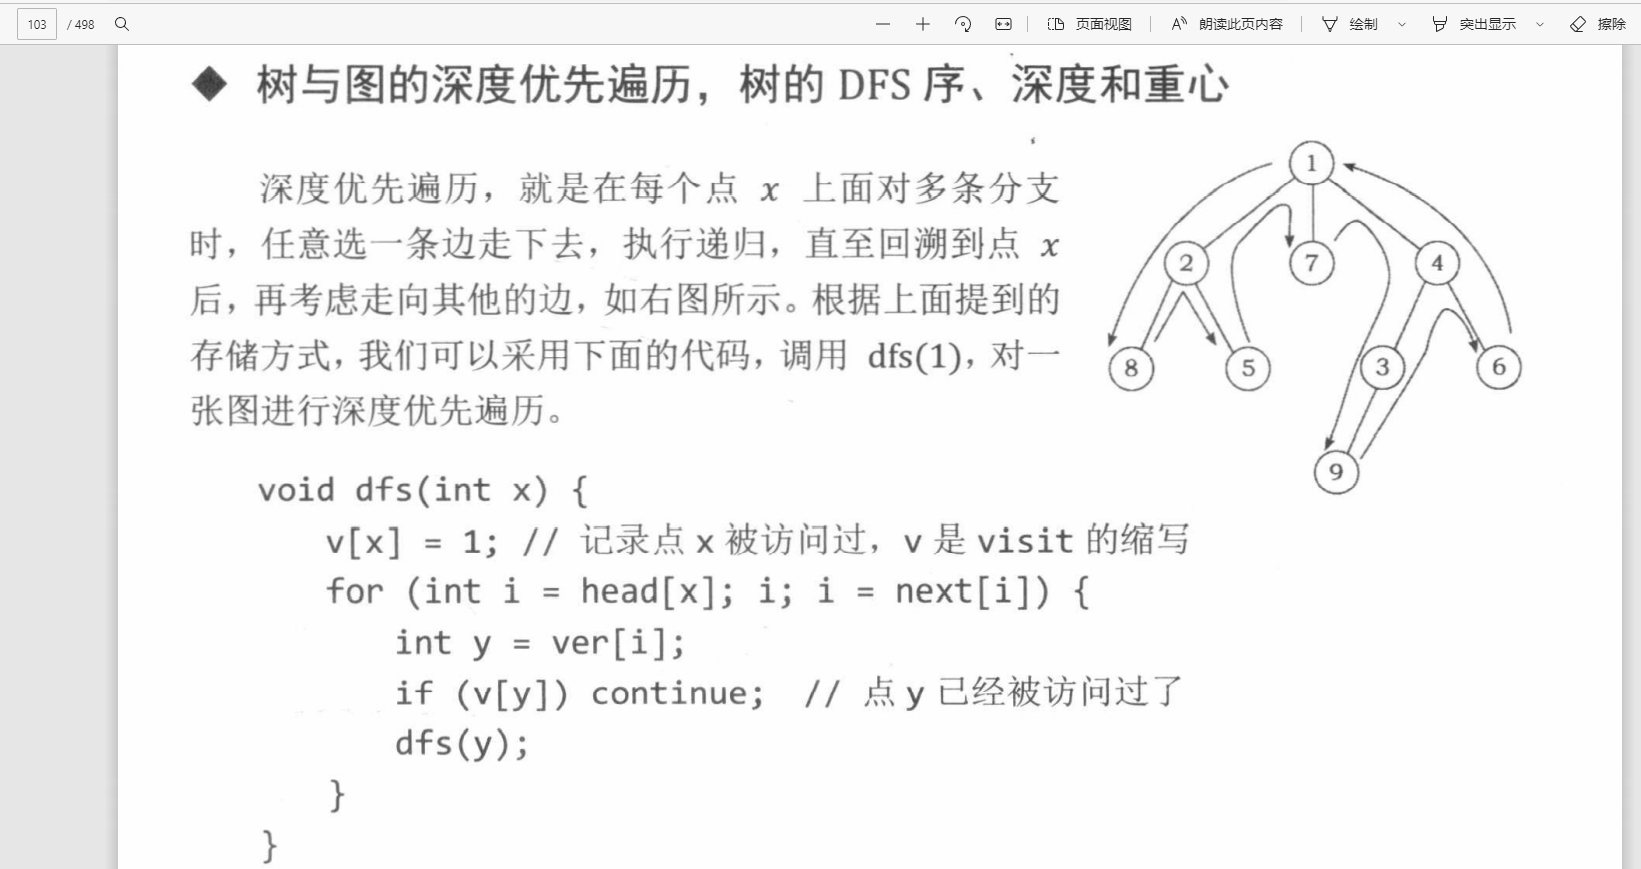 103 / 498 页面视图 朗读此页内容 绘制 突出显示 擦除
◆ 树与图的深度优先遍历，树的 DFS 序、深度和重心
深度优先遍历，就是在每个点 x 上面对多条分支
时，任意选一条边走下去，执行递归，直至回溯到点 x
后，再考虑走向其他的边，如右图所示。根据上面提到的
存储方式，我们可以采用下面的代码，调用 dfs(1)，对一
张图进行深度优先遍历。
1
2 7 4
8 5 3 6
9
void dfs(int x) {
v[x] = 1; // 记录点 x 被访问过，v 是 visit 的缩写
for (int i = head[x]; i; i = next[i]) {
int y = ver[i];
if (v[y]) continue; // 点 y 已经被访问过了
dfs(y);
}
}